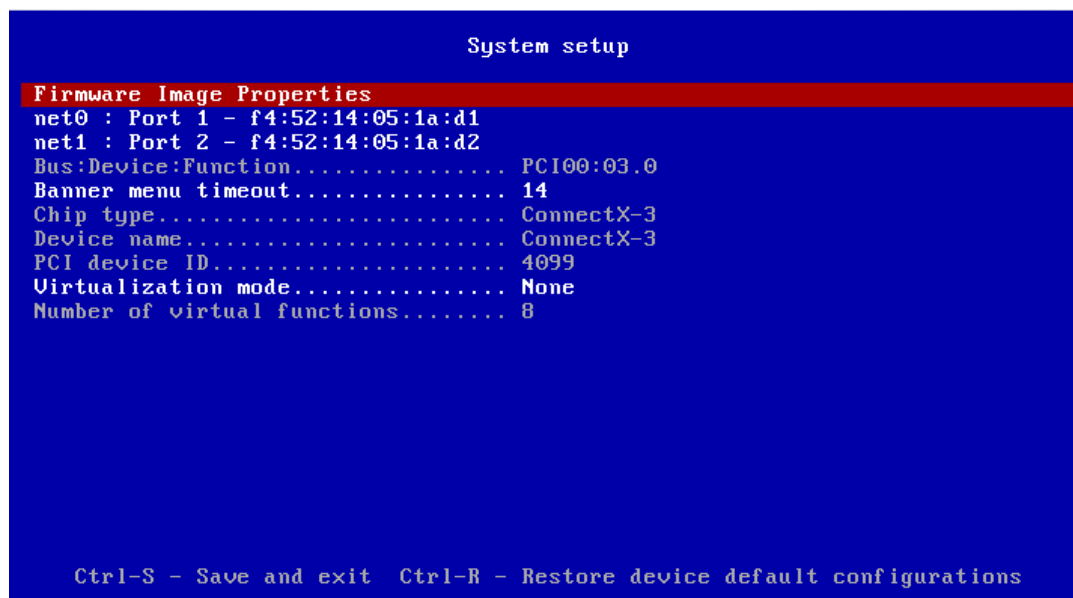 System setup
Firmware Image Properties
net0 : Port 1 - f4:52:14:05:1a:d1
net1 : Port 2 - f4:52:14:05:1a:d2
Bus:Device:Function................ PCI00:03.0
Banner menu timeout................ 14
Chip type.......................... ConnectX-3
Device name........................ ConnectX-3
PCI device ID...................... 4099
Virtualization mode................ None
Number of virtual functions........ 8
Ctrl-S - Save and exit  Ctrl-R - Restore device default configurations